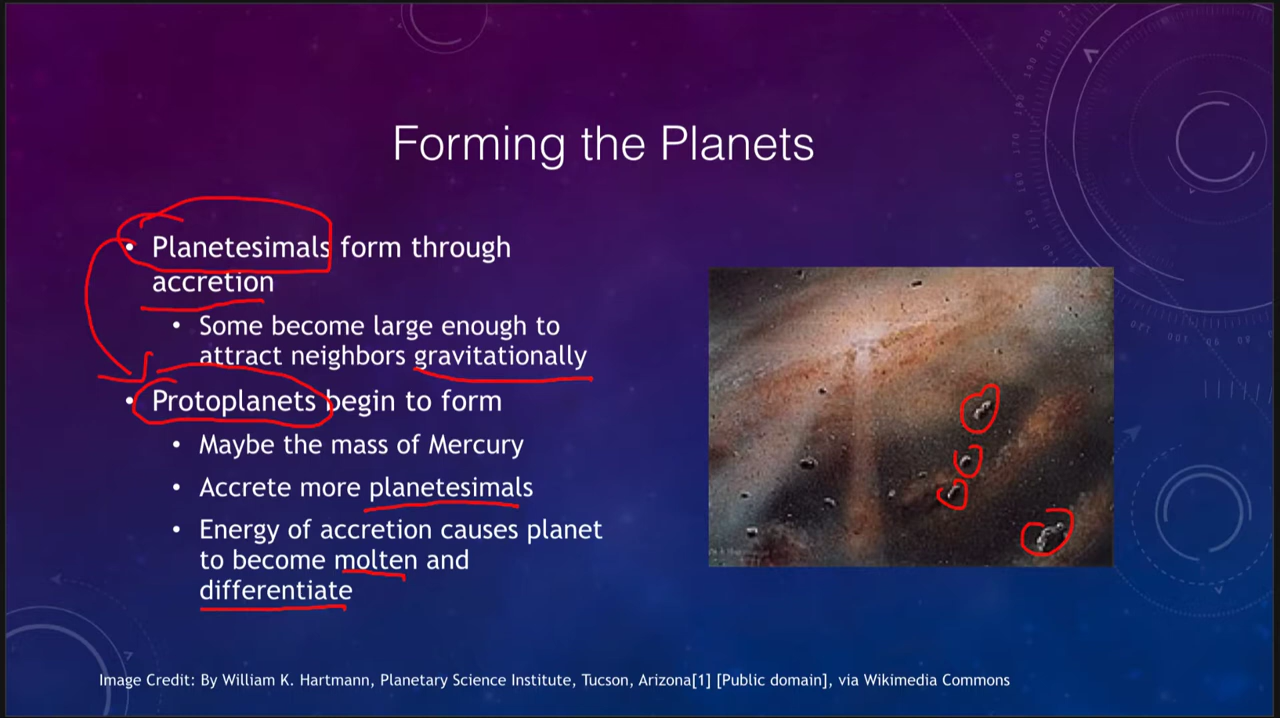 Forming the Planets
• Planetesimals form through
accretion
• Some become large enough to
attract neighbors gravitationally
• Protoplanets begin to form
• Maybe the mass of Mercury
• Accrete more planetesimals
• Energy of accretion causes planet
to become molten and
differentiate
Image Credit: By William K. Hartmann, Planetary Science Institute, Tucson, Arizona[1] [Public domain], via Wikimedia Commons